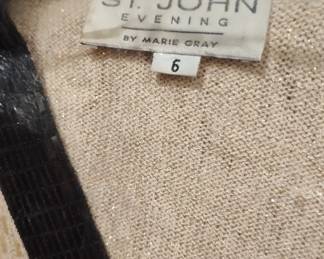 ST. JOHN
EVENING
BY MARIE GRAY
6